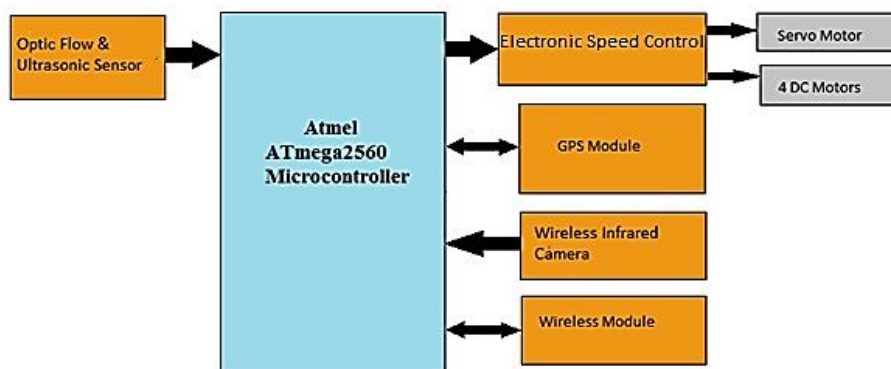 Optic Flow &
Ultrasonic Sensor
Atmel
ATmega2560
Microcontroller
Electronic Speed Control
Servo Motor
4 DC Motors
GPS Module
Wireless Infrared
Cámera
Wireless Module